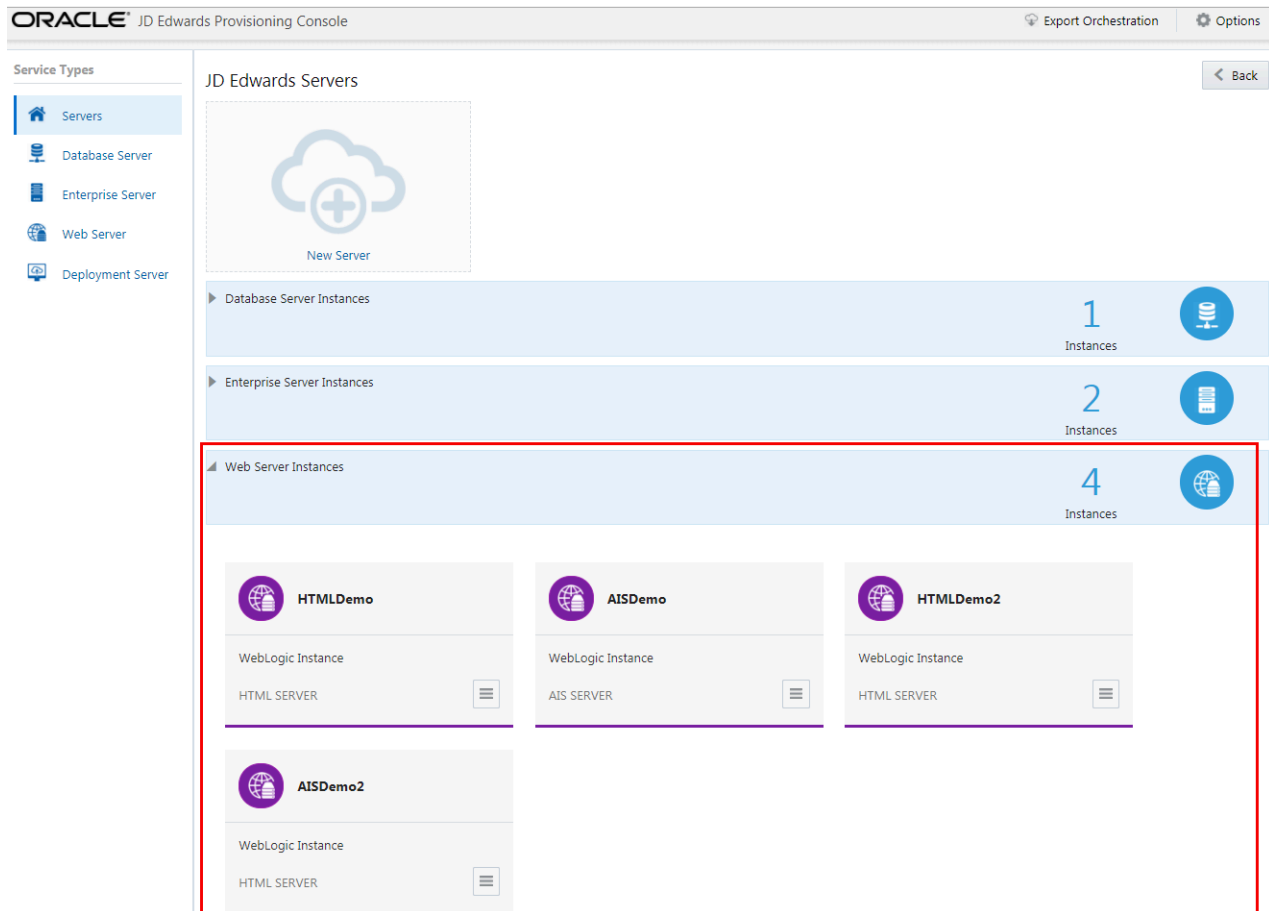 ORACLE® JD Edwards Provisioning Console
Export Orchestration
Options
Service Types
Servers
Database Server
Enterprise Server
Web Server
Deployment Server
JD Edwards Servers
Back
New Server
Database Server Instances
1
Instances
Enterprise Server Instances
2
Instances
Web Server Instances
4
Instances
HTMLDemo
WebLogic Instance
HTML SERVER
AISDemo
WebLogic Instance
AIS SERVER
HTMLDemo2
WebLogic Instance
HTML SERVER
AISDemo2
WebLogic Instance
HTML SERVER